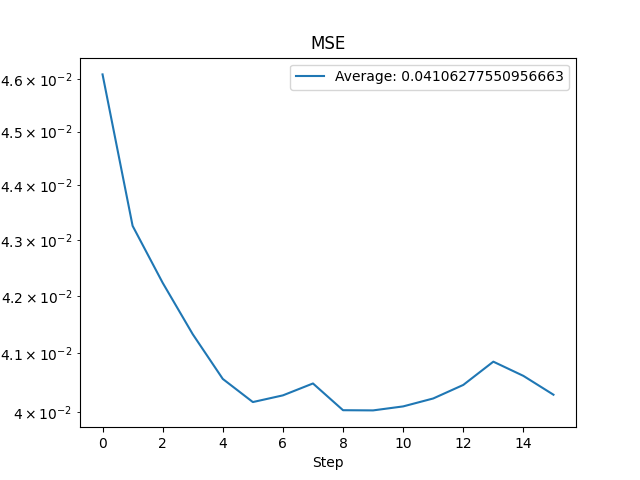 MSE
Average: 0.04106277550956663
4.6 × 10⁻²
4.5 × 10⁻²
4.4 × 10⁻²
4.3 × 10⁻²
4.2 × 10⁻²
4.1 × 10⁻²
4 × 10⁻²
0 2 4 6 8 10 12 14
Step